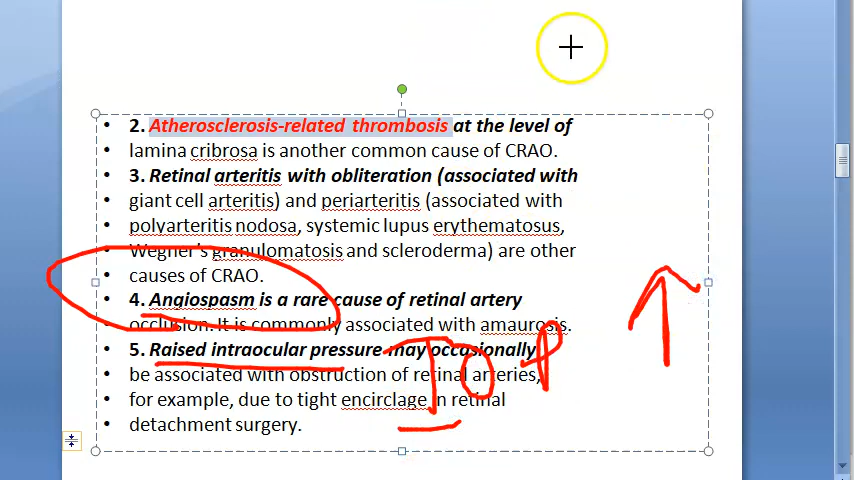 • 2. Atherosclerosis-related thrombosis at the level of
• lamina cribrosa is another common cause of CRAO.
• 3. Retinal arteritis with obliteration (associated with
• giant cell arteritis) and periarteritis (associated with
• polyarteritis nodosa, systemic lupus erythematosus,
• Wegner's granulomatosis and scleroderma) are other
• causes of CRAO.
• 4. Angiospasm is a rare cause of retinal artery
• occlusion. It is commonly associated with amaurosis.
• 5. Raised intraocular pressure may occasionally
• be associated with obstruction of retinal arteries,
• for example, due to tight encirclage in retinal
• detachment surgery.
IOP ↑